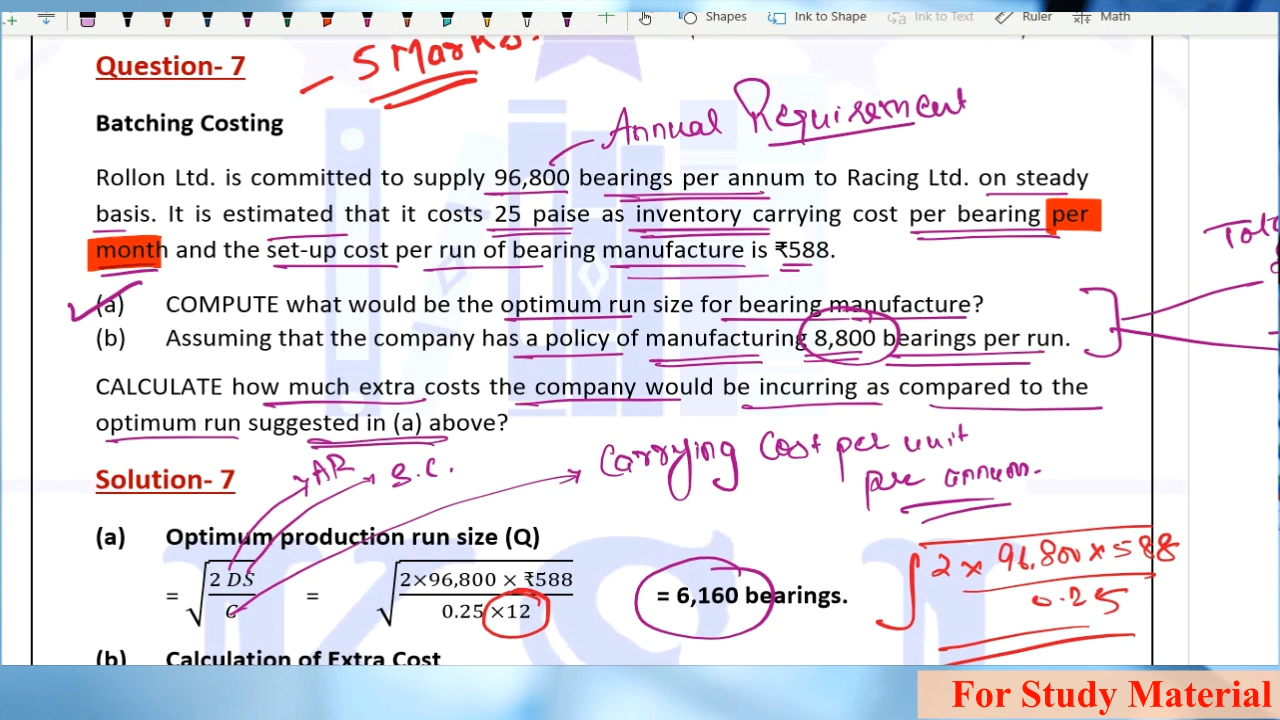 Shapes Ink to Shape Ink to Text Ruler Math
- 5 Marks.
Question- 7
Batching Costing
Annual Requirement
Rollon Ltd. is committed to supply 96,800 bearings per annum to Racing Ltd. on steady
basis. It is estimated that it costs 25 paise as inventory carrying cost per bearing per
month and the set-up cost per run of bearing manufacture is ₹588.
(a) COMPUTE what would be the optimum run size for bearing manufacture?
(b) Assuming that the company has a policy of manufacturing 8,800 bearings per run.
CALCULATE how much extra costs the company would be incurring as compared to the
optimum run suggested in (a) above?
Carrying Cost per unit
per annum.
AR S.C.
Solution- 7
(a) Optimum production run size (Q)
= √(2 DS / C) = √(2×96,800 × ₹588 / 0.25 ×12) = 6,160 bearings.
√(2 × 96,800 × 588 / 0.25)
(b) Calculation of Extra Cost
For Study Material